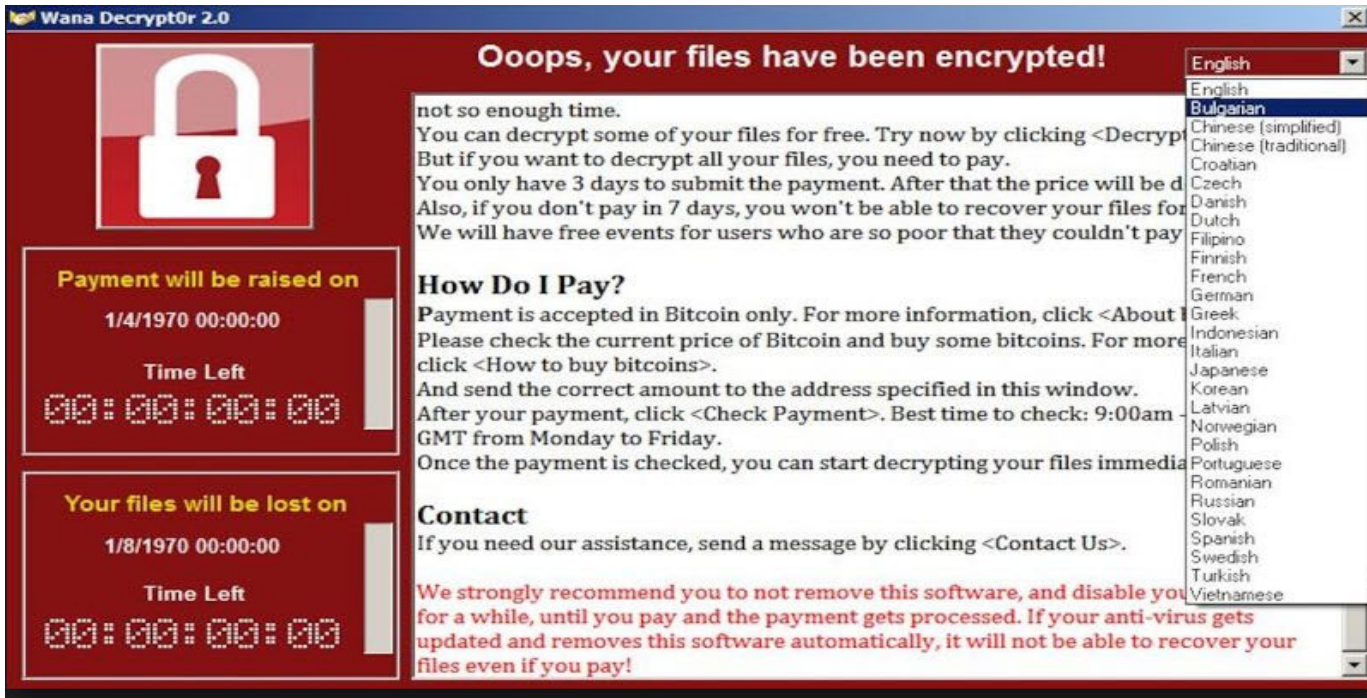 Wana Decrypt0r 2.0
Ooops, your files have been encrypted!
English
Payment will be raised on
1/4/1970 00:00:00
Time Left
00:00:00:00
Your files will be lost on
1/8/1970 00:00:00
Time Left
00:00:00:00
not so enough time.
You can decrypt some of your files for free. Try now by clicking <Decrypt
But if you want to decrypt all your files, you need to pay.
You only have 3 days to submit the payment. After that the price will be d
Also, if you don't pay in 7 days, you won't be able to recover your files for
We will have free events for users who are so poor that they couldn't pay
How Do I Pay?
Payment is accepted in Bitcoin only. For more information, click <About
Please check the current price of Bitcoin and buy some bitcoins. For more
click <How to buy bitcoins>.
And send the correct amount to the address specified in this window.
After your payment, click <Check Payment>. Best time to check: 9:00am -
GMT from Monday to Friday.
Once the payment is checked, you can start decrypting your files immedia
Contact
If you need our assistance, send a message by clicking <Contact Us>.
We strongly recommend you to not remove this software, and disable you
for a while, until you pay and the payment gets processed. If your anti-virus gets
updated and removes this software automatically, it will not be able to recover your
files even if you pay!
English
Bulgarian
Chinese (simplified)
Chinese (traditional)
Croatian
Czech
Danish
Dutch
Filipino
Finnish
French
German
Greek
Indonesian
Italian
Japanese
Korean
Latvian
Norwegian
Polish
Portuguese
Romanian
Russian
Slovak
Spanish
Swedish
Turkish
Vietnamese